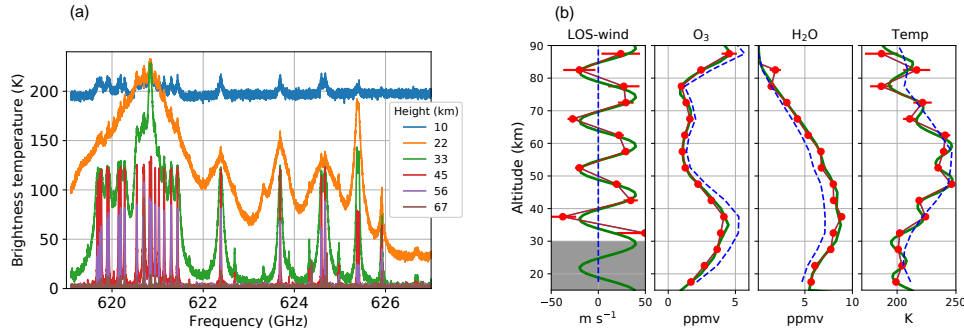 (a)
Brightness temperature (K)
200
150
100
50
0
620
622
624
626
Frequency (GHz)
Height (km)
10
22
33
45
56
67
(b)
LOS-wind
O3
H2O
Temp
Altitude (km)
90
80
70
60
50
40
30
20
−50
0
50
0
5
0
10
200
250
m s−1
ppmv
ppmv
K